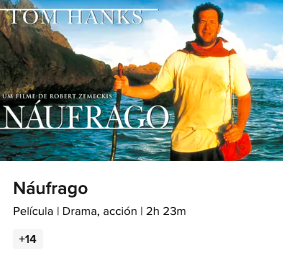 TOM HANKS
UM FILME DE ROBERT ZEMECKIS
NÁUFRAGO
Náufrago
Película | Drama, acción | 2h 23m
+14